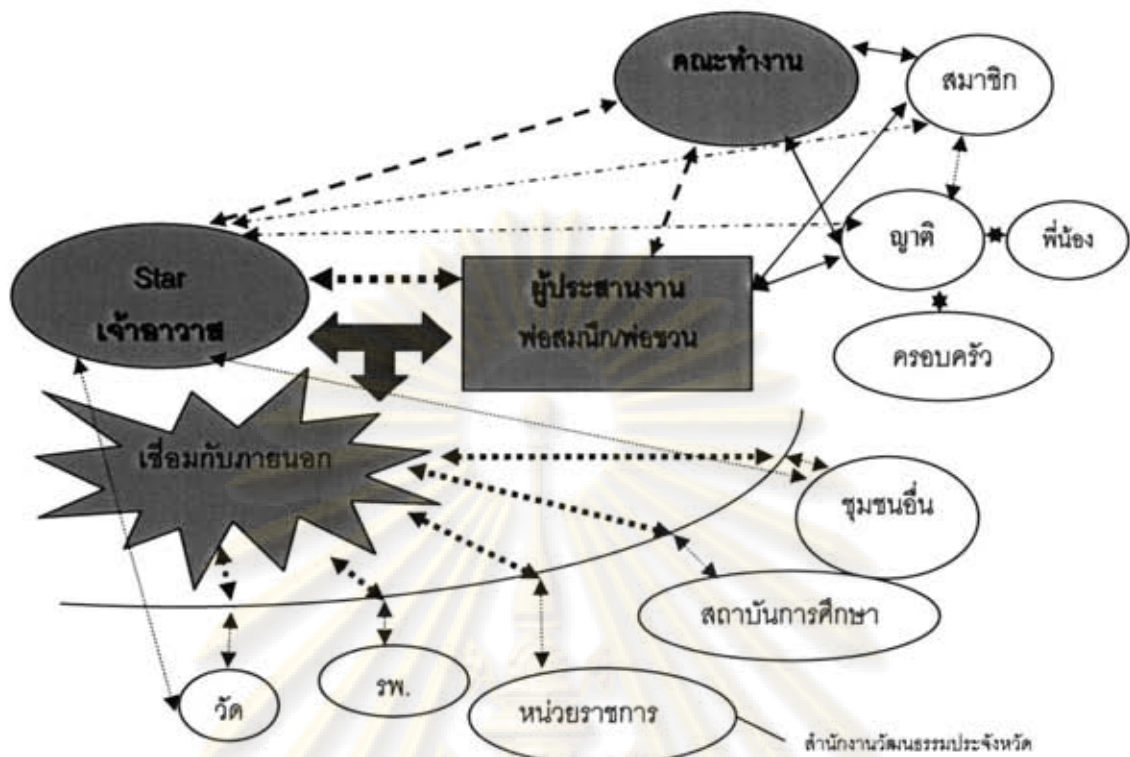 คณะทำงาน
สมาชิก
ญาติ
พี่น้อง
ครอบครัว
Star
เจ้าอาวาส
ผู้ประสานงาน
พ่อสมนึก/พ่อชวน
เชื่อมกับภายนอก
ชุมชนอื่น
สถาบันการศึกษา
วัด
รพ.
หน่วยราชการ
สำนักงานวัฒนธรรมประจังหวัด